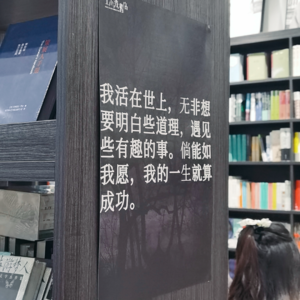 我活在世上，无非想
要明白些道理，遇见
些有趣的事。倘能如
我愿，我的一生就算
成功。